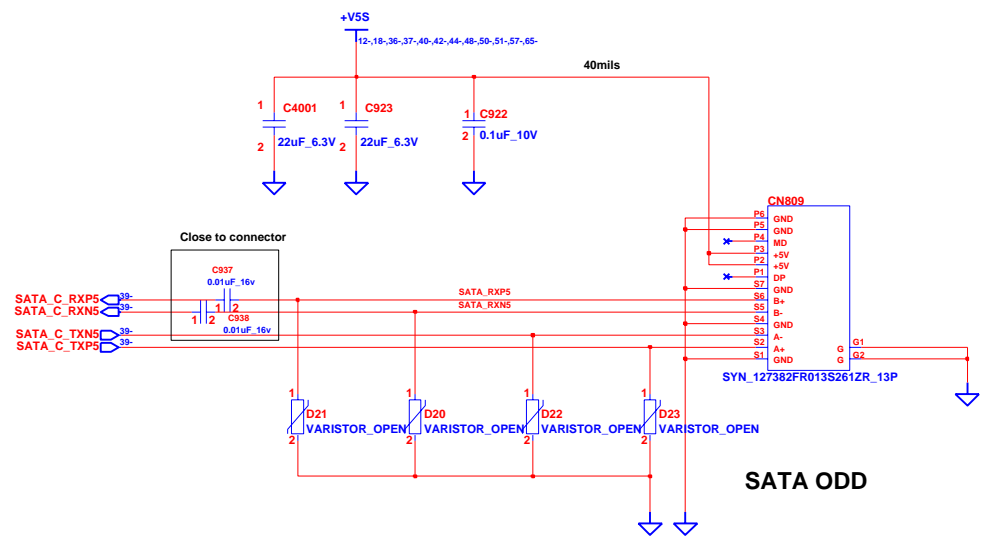 +V5S
12-,18-,36-,37-,40-,42-,44-,48-,50-,51-,57-,65-
40mils
1 C4001
2 22uF_6.3V
1 C923
2 22uF_6.3V
1 C922
2 0.1uF_10V
CN809
P6 GND
P5 GND
P4 MD
P3 +5V
P2 +5V
P1 DP
S7 GND
S6 B+
S5 B-
S4 GND
S3 A-
S2 A+
S1 GND
G G1
G G2
SYN_127382FR013S261ZR_13P
Close to connector
C937
0.01uF_16v
1 2
1 2
C938
0.01uF_16v
SATA_C_RXP5 39-
SATA_C_RXN5 39-
SATA_C_TXN5 39-
SATA_C_TXP5 39-
SATA_RXP5
SATA_RXN5
1 D21
2 VARISTOR_OPEN
1 D20
2 VARISTOR_OPEN
1 D22
2 VARISTOR_OPEN
1 D23
2 VARISTOR_OPEN
SATA ODD